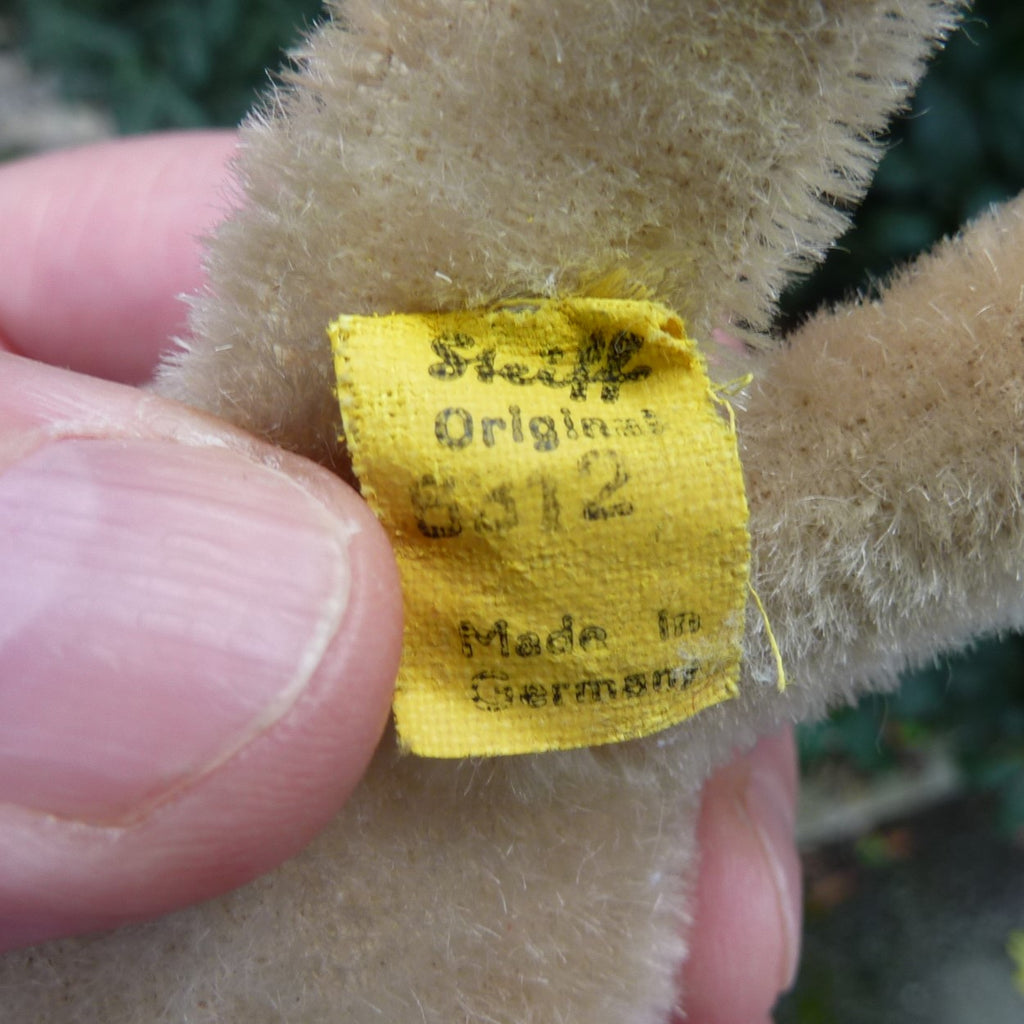 Steiff
Original
8312
Made in
Germany